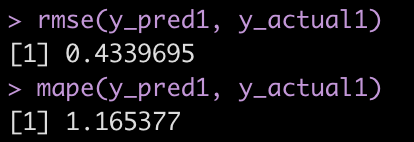 > rmse(y_pred1, y_actual1)
[1] 0.4339695
> mape(y_pred1, y_actual1)
[1] 1.165377